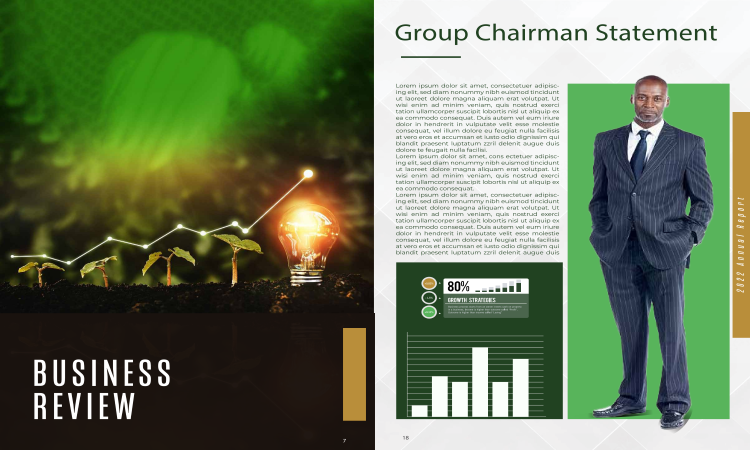 BUSINESS
REVIEW
7
Group Chairman Statement
Lorem ipsum dolor sit amet, consectetuer adipisc-
ing elit, sed diam nonummy nibh euismod tincidunt
ut laoreet dolore magna aliquam erat volutpat. Ut
wisi enim ad minim veniam, quis nostrud exerci
tation ullamcorper suscipit lobortis nisl ut aliquip ex
ea commodo consequat. Duis autem vel eum iriure
dolor in hendrerit in vulputate velit esse molestie
consequat, vel illum dolore eu feugiat nulla facilisis
at vero eros et accumsan et iusto odio dignissim qui
blandit praesent luptatum zzril delenit augue duis
dolore te feugait nulla facilisi.
Lorem ipsum dolor sit amet, cons ectetuer adipisc-
ing elit, sed diam nonummy nibh euismod tincidunt
ut laoreet dolore magna aliquam erat volutpat. Ut
wisi enim ad minim veniam, quis nostrud exerci
tation ullamcorper suscipit lobortis nisl ut aliquip ex
ea commodo consequat.
Lorem ipsum dolor sit amet, consectetuer adipisc-
ing elit, sed diam nonummy nibh euismod tincidunt
ut laoreet dolore magna aliquam erat volutpat. Ut
wisi enim ad minim veniam, quis nostrud exerci
tation ullamcorper suscipit lobortis nisl ut aliquip ex
ea commodo consequat. Duis autem vel eum iriure
dolor in hendrerit in vulputate velit esse molestie
consequat, vel illum dolore eu feugiat nulla facilisis
at vero eros et accumsan et iusto odio dignissim qui
blandit praesent luptatum zzril delenit augue duis
80%
GROWTH STRATEGIES
2022 Annual Report
18